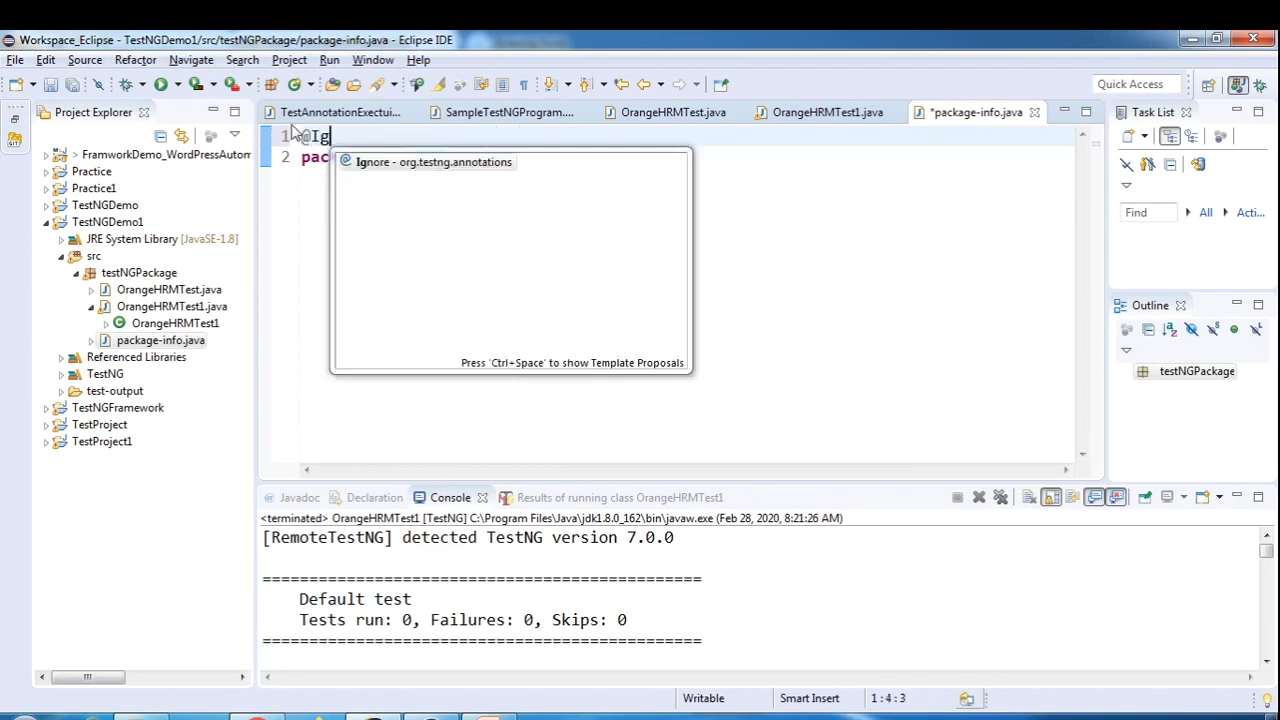 Workspace_Eclipse - TestNGDemo1/src/testNGPackage/package-info.java - Eclipse IDE
File Edit Source Refactor Navigate Search Project Run Window Help
Quick Access
Project Explorer
TestAnnotationExectui...
SampleTestNGProgram....
OrangeHRMTest.java
OrangeHRMTest1.java
*package-info.java
Task List
1 @Ig
2 pac
Ignore - org.testng.annotations
Press 'Ctrl+Space' to show Template Proposals
> FramworkDemo_WordPressAutom
Practice
Practice1
TestNGDemo
TestNGDemo1
JRE System Library [JavaSE-1.8]
src
testNGPackage
OrangeHRMTest.java
OrangeHRMTest1.java
OrangeHRMTest1
package-info.java
Referenced Libraries
TestNG
test-output
TestNGFramework
TestProject
TestProject1
Find All Acti...
Outline
testNGPackage
Javadoc Declaration Console Results of running class OrangeHRMTest1
<terminated> OrangeHRMTest1 [TestNG] C:\Program Files\Java\jdk1.8.0_162\bin\javaw.exe (Feb 28, 2020, 8:21:26 AM)
[RemoteTestNG] detected TestNG version 7.0.0
===============================================
Default test
Tests run: 0, Failures: 0, Skips: 0
===============================================
Writable Smart Insert 1:4:3